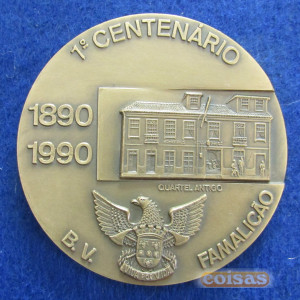 1º CENTENÁRIO
1890
1990
QUARTEL ANTIGO
B. V. FAMALICÃO
coisas